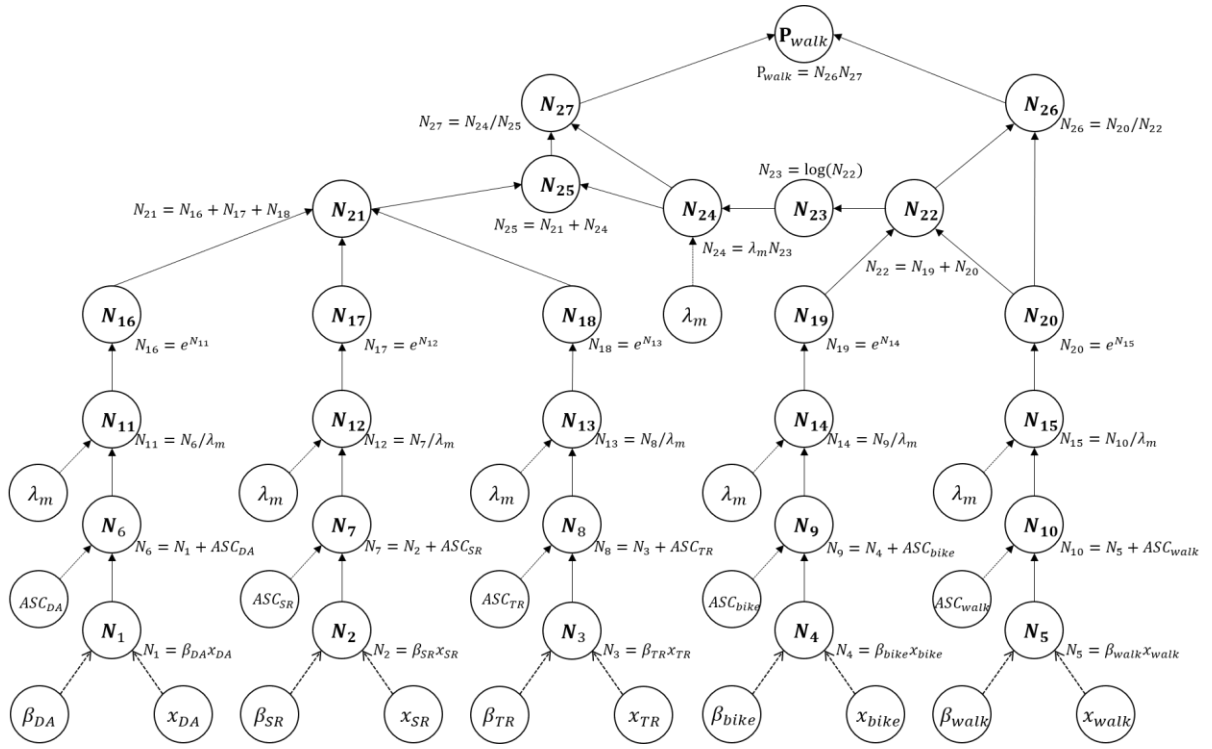 P_walk
P_walk = N_26 N_27
N_27
N_26
N_27 = N_24/N_25
N_26 = N_20/N_22
N_23 = log(N_22)
N_25
N_21
N_24
N_23
N_22
N_21 = N_16 + N_17 + N_18
N_25 = N_21 + N_24
N_24 = λ_m N_23
N_22 = N_19 + N_20
N_16
N_17
N_18
λ_m
N_19
N_20
N_16 = e^{N_11}
N_17 = e^{N_12}
N_18 = e^{N_13}
N_19 = e^{N_14}
N_20 = e^{N_15}
N_11
N_12
N_13
N_14
N_15
N_11 = N_6/λ_m
N_12 = N_7/λ_m
N_13 = N_8/λ_m
N_14 = N_9/λ_m
N_15 = N_10/λ_m
λ_m
λ_m
λ_m
λ_m
λ_m
N_6
N_7
N_8
N_9
N_10
N_6 = N_1 + ASC_DA
N_7 = N_2 + ASC_SR
N_8 = N_3 + ASC_TR
N_9 = N_4 + ASC_bike
N_10 = N_5 + ASC_walk
ASC_DA
ASC_SR
ASC_TR
ASC_bike
ASC_walk
N_1
N_2
N_3
N_4
N_5
N_1 = β_DA x_DA
N_2 = β_SR x_SR
N_3 = β_TR x_TR
N_4 = β_bike x_bike
N_5 = β_walk x_walk
β_DA
x_DA
β_SR
x_SR
β_TR
x_TR
β_bike
x_bike
β_walk
x_walk